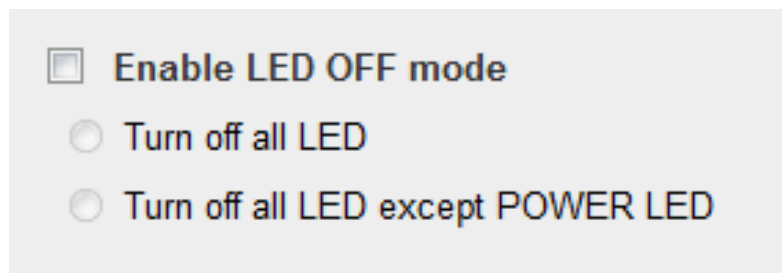 Enable LED OFF mode
Turn off all LED
Turn off all LED except POWER LED